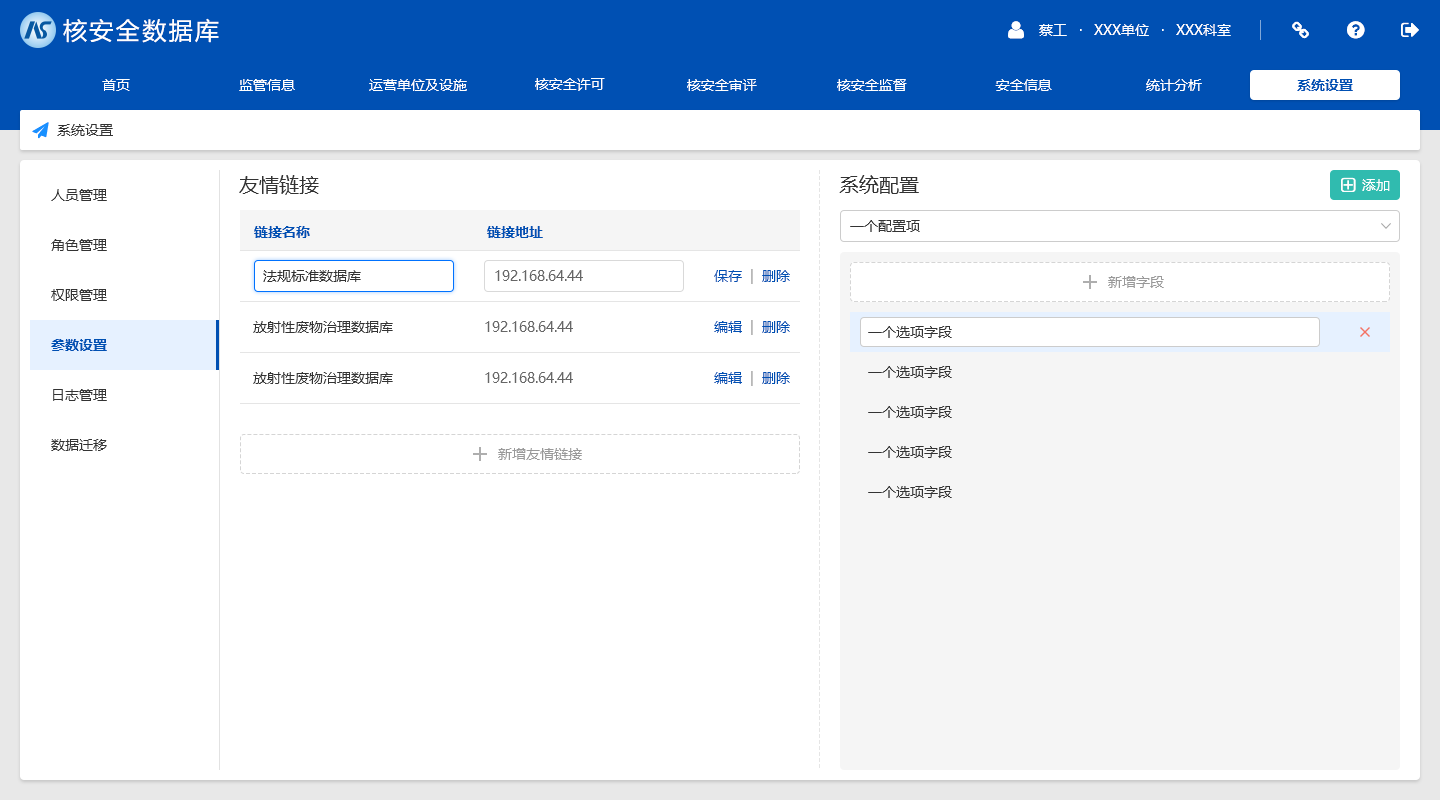 核安全数据库
蔡工 · XXX单位 · XXX科室
首页 监管信息 运营单位及设施 核安全许可 核安全审评 核安全监督 安全信息 统计分析 系统设置
系统设置
人员管理
角色管理
权限管理
参数设置
日志管理
数据迁移
友情链接
链接名称 链接地址
法规标准数据库 192.168.64.44 保存 | 删除
放射性废物治理数据库 192.168.64.44 编辑 | 删除
放射性废物治理数据库 192.168.64.44 编辑 | 删除
新增友情链接
系统配置 添加
一个配置项
新增字段
一个选项字段
一个选项字段
一个选项字段
一个选项字段
一个选项字段